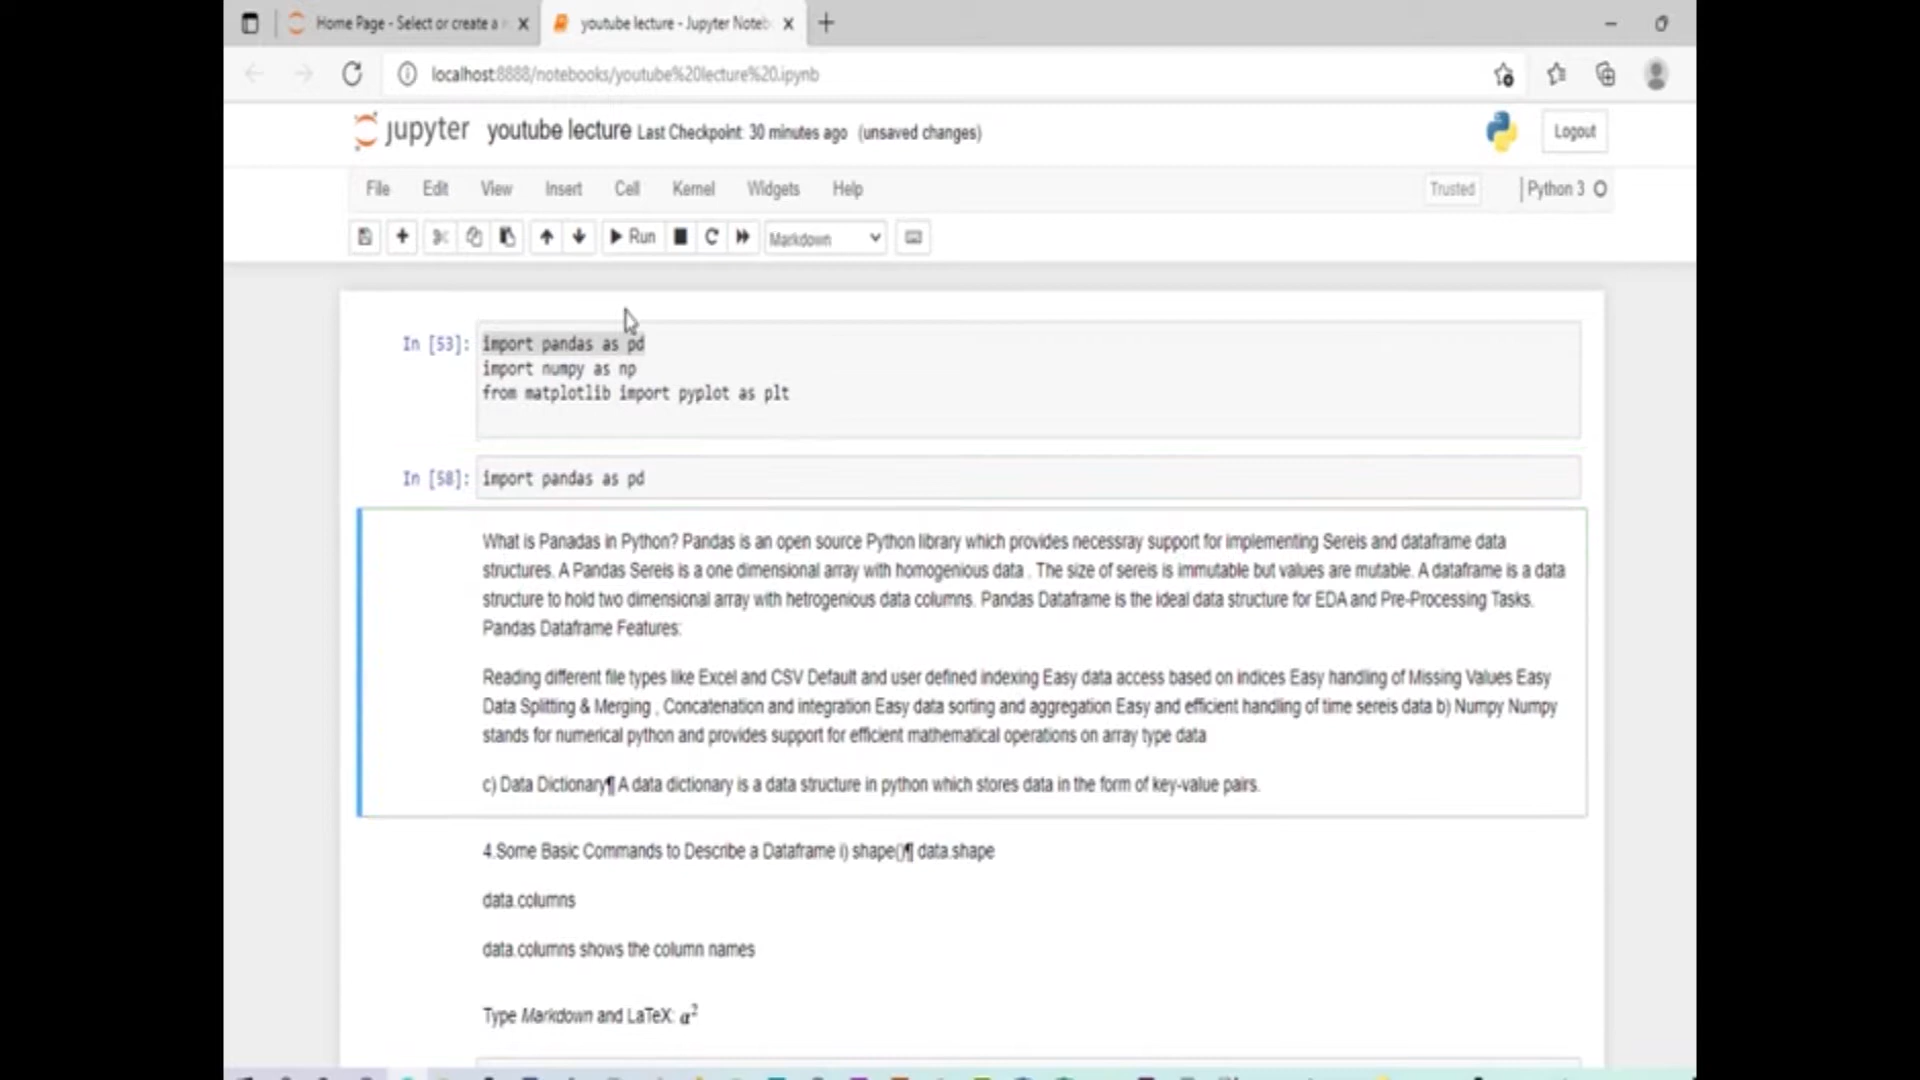 Home Page - Select or create a n
youtube lecture - Jupyter Noteb
localhost:8888/notebooks/youtube%20lecture%20.ipynb
jupyter youtube lecture Last Checkpoint: 30 minutes ago (unsaved changes)
Logout
File Edit View Insert Cell Kernel Widgets Help
Trusted Python 3
Run Markdown
In [53]: import pandas as pd
import numpy as np
from matplotlib import pyplot as plt
In [58]: import pandas as pd
What is Panadas in Python? Pandas is an open source Python library which provides necessray support for implementing Sereis and dataframe data
structures. A Pandas Sereis is a one dimensional array with homogenious data . The size of sereis is immutable but values are mutable. A dataframe is a data
structure to hold two dimensional array with hetrogenious data columns. Pandas Dataframe is the ideal data structure for EDA and Pre-Processing Tasks.
Pandas Dataframe Features:
Reading different file types like Excel and CSV Default and user defined indexing Easy data access based on indices Easy handling of Missing Values Easy
Data Splitting & Merging , Concatenation and integration Easy data sorting and aggregation Easy and efficient handling of time sereis data b) Numpy Numpy
stands for numerical python and provides support for efficient mathematical operations on array type data
c) Data Dictionary¶ A data dictionary is a data structure in python which stores data in the form of key-value pairs.
4.Some Basic Commands to Describe a Dataframe i) shape()¶ data.shape
data.columns
data.columns shows the column names
Type Markdown and LaTeX: α²